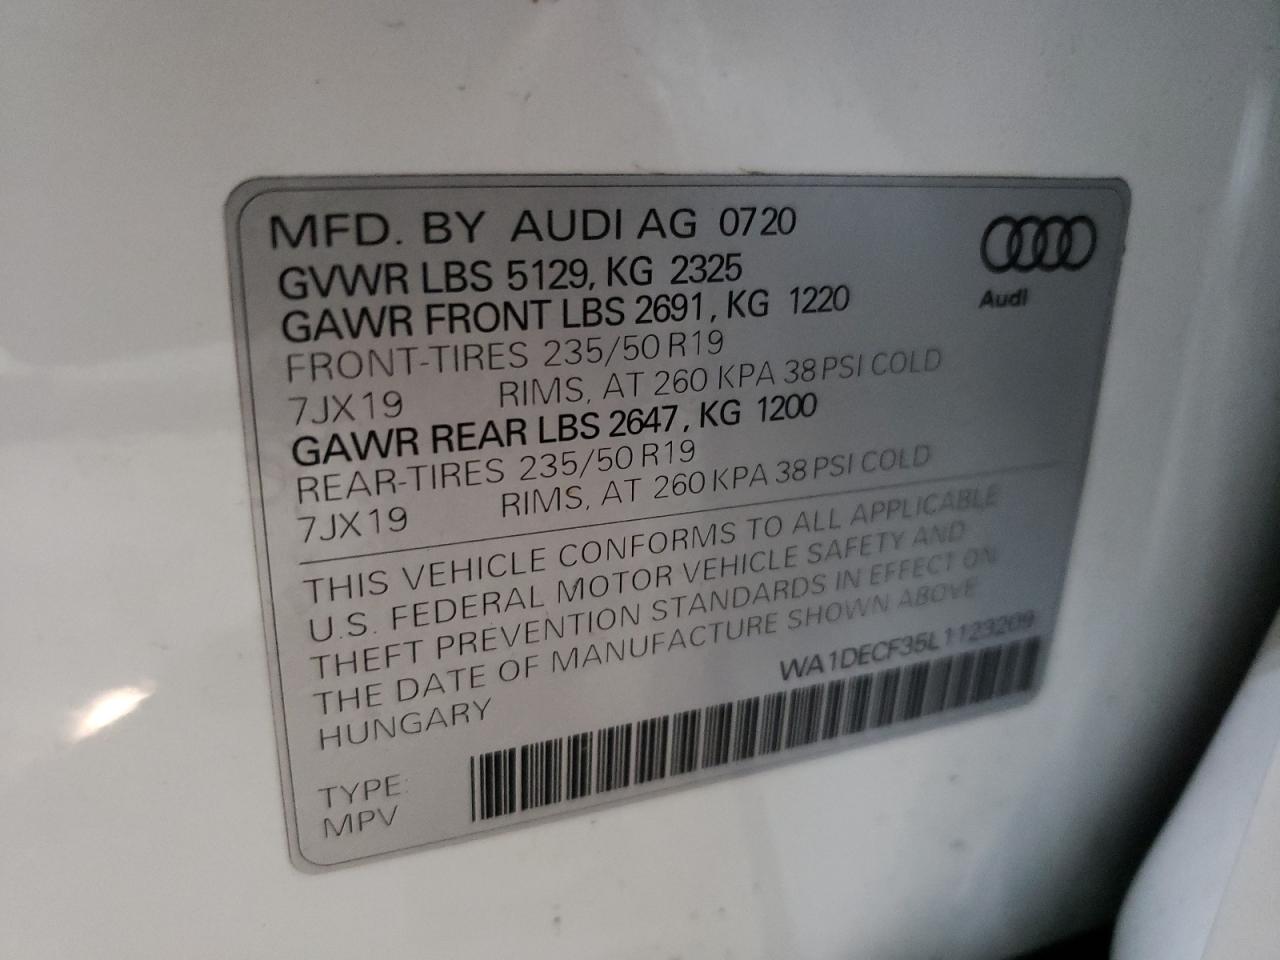 MFD. BY AUDI AG 0720
GVWR LBS 5129, KG 2325
GAWR FRONT LBS 2691, KG 1220
FRONT-TIRES 235/50 R19
7JX19 RIMS, AT 260 KPA 38 PSI COLD
GAWR REAR LBS 2647, KG 1200
REAR-TIRES 235/50 R19
7JX19 RIMS, AT 260 KPA 38 PSI COLD
THIS VEHICLE CONFORMS TO ALL APPLICABLE
U.S. FEDERAL MOTOR VEHICLE SAFETY AND
THEFT PREVENTION STANDARDS IN EFFECT ON
THE DATE OF MANUFACTURE SHOWN ABOVE
HUNGARY
WA1DECF35L1123209
TYPE:
MPV
Audi